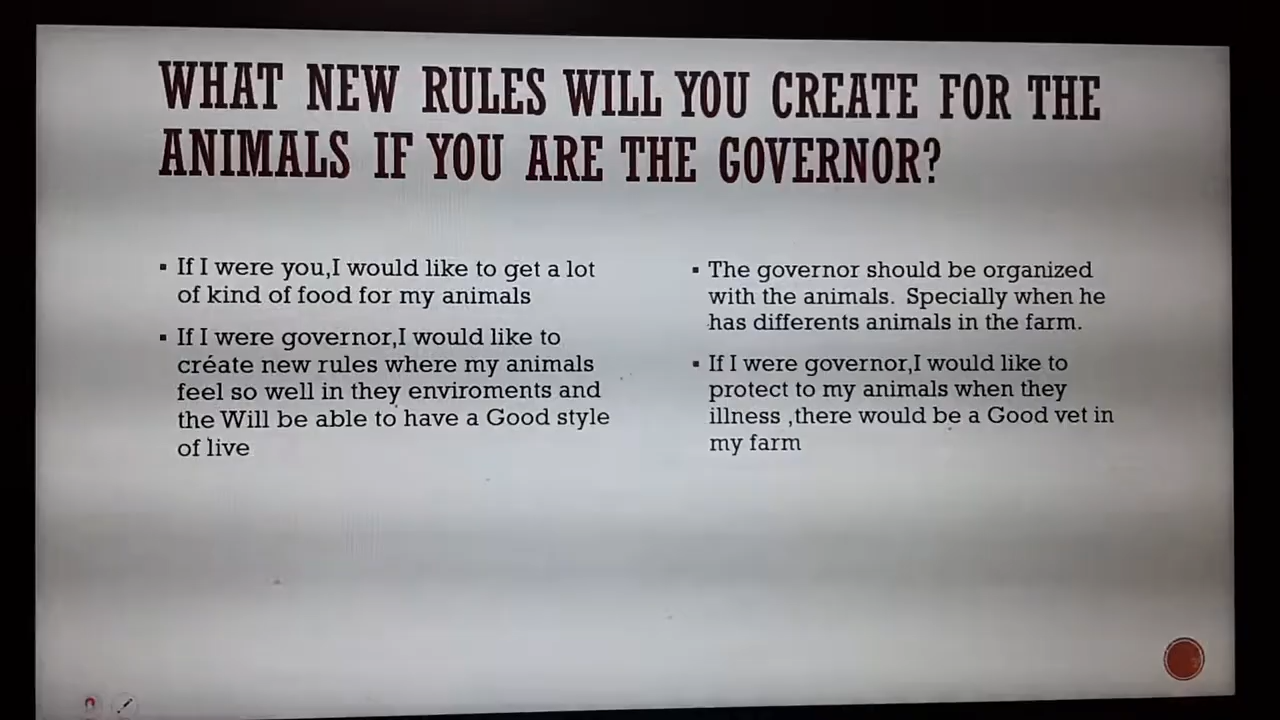 WHAT NEW RULES WILL YOU CREATE FOR THE
ANIMALS IF YOU ARE THE GOVERNOR?
▪ If I were you,I would like to get a lot
of kind of food for my animals
▪ If I were governor,I would like to
créate new rules where my animals
feel so well in they enviroments and
the Will be able to have a Good style
of live
▪ The governor should be organized
with the animals. Specially when he
has differents animals in the farm.
▪ If I were governor,I would like to
protect to my animals when they
illness ,there would be a Good vet in
my farm